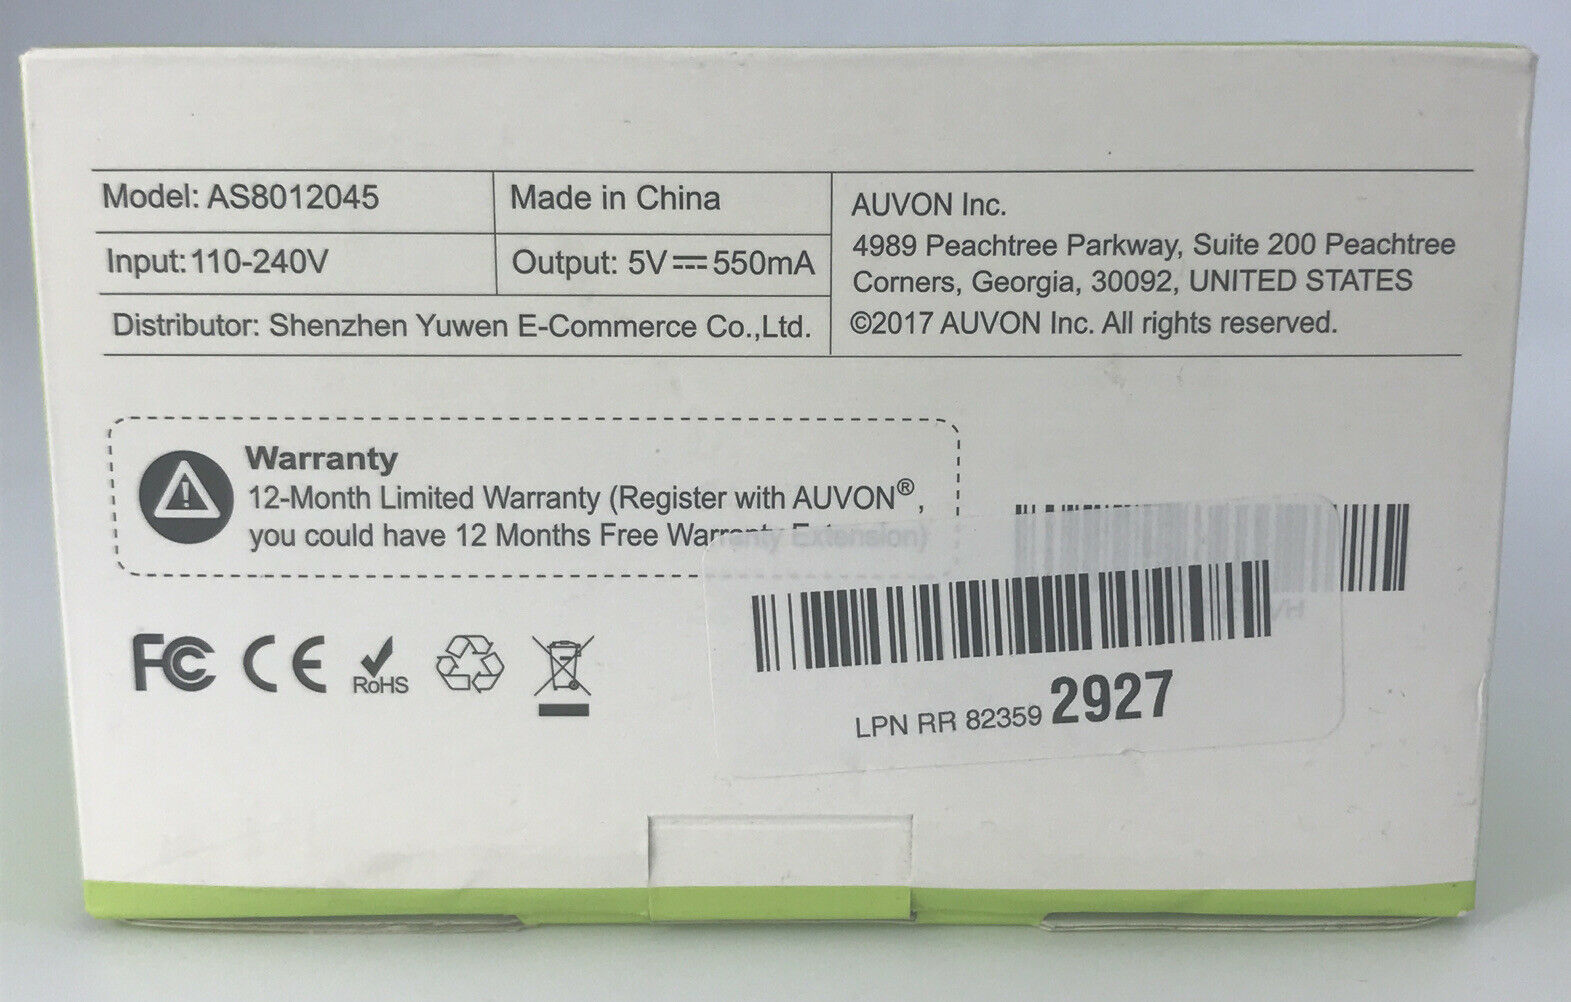 Model: AS8012045
Made in China
Input: 110-240V
Output: 5V⎓550mA
Distributor: Shenzhen Yuwen E-Commerce Co.,Ltd.
AUVON Inc.
4989 Peachtree Parkway, Suite 200 Peachtree
Corners, Georgia, 30092, UNITED STATES
©2017 AUVON Inc. All rights reserved.
Warranty
12-Month Limited Warranty (Register with AUVON®,
you could have 12 Months Free Warranty Extension)
FC CE RoHS
LPN RR 82359 2927